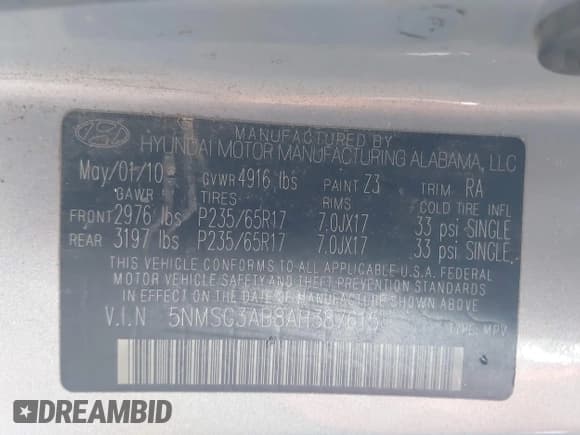 MANUFACTURED BY
HYUNDAI MOTOR MANUFACTURING ALABAMA, LLC
May/01/10 GVWR 4916 lbs PAINT Z3 TRIM RA
GAWR TIRES RIMS COLD TIRE INFL
FRONT 2976 lbs P235/65R17 7.0JX17 33 psi SINGLE
REAR 3197 lbs P235/65R17 7.0JX17 33 psi SINGLE
THIS VEHICLE CONFORMS TO ALL APPLICABLE U.S.A. FEDERAL
MOTOR VEHICLE SAFETY AND THEFT PREVENTION STANDARDS
IN EFFECT ON THE DATE OF MANUFACTURE SHOWN ABOVE.
V.I.N 5NMSG3AB8AH387615 TYPE: MPV
DREAMBID